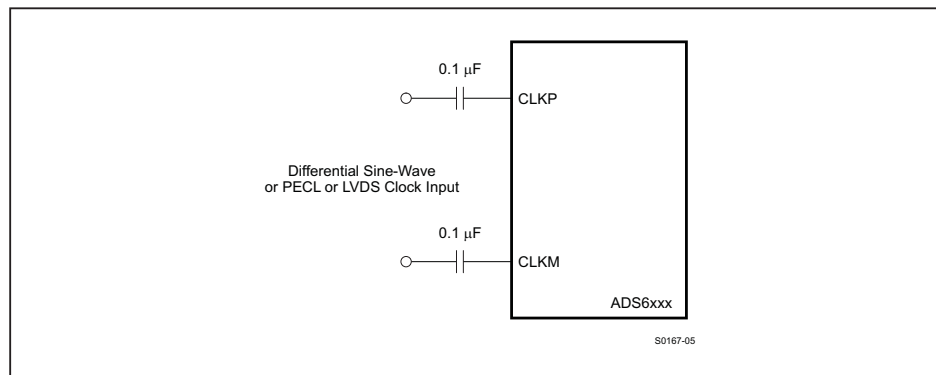 0.1 μF
CLKP
Differential Sine-Wave
or PECL or LVDS Clock Input
0.1 μF
CLKM
ADS6xxx
S0167-05